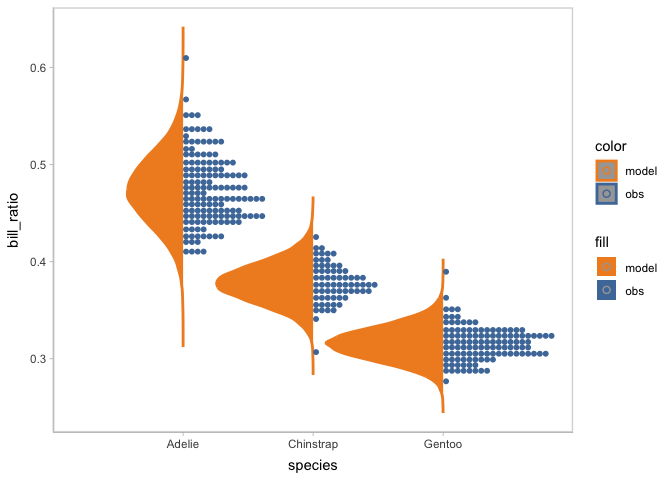 0.6
0.5
0.4
0.3
bill_ratio
Adelie
Chinstrap
Gentoo
species
color
model
obs
fill
model
obs